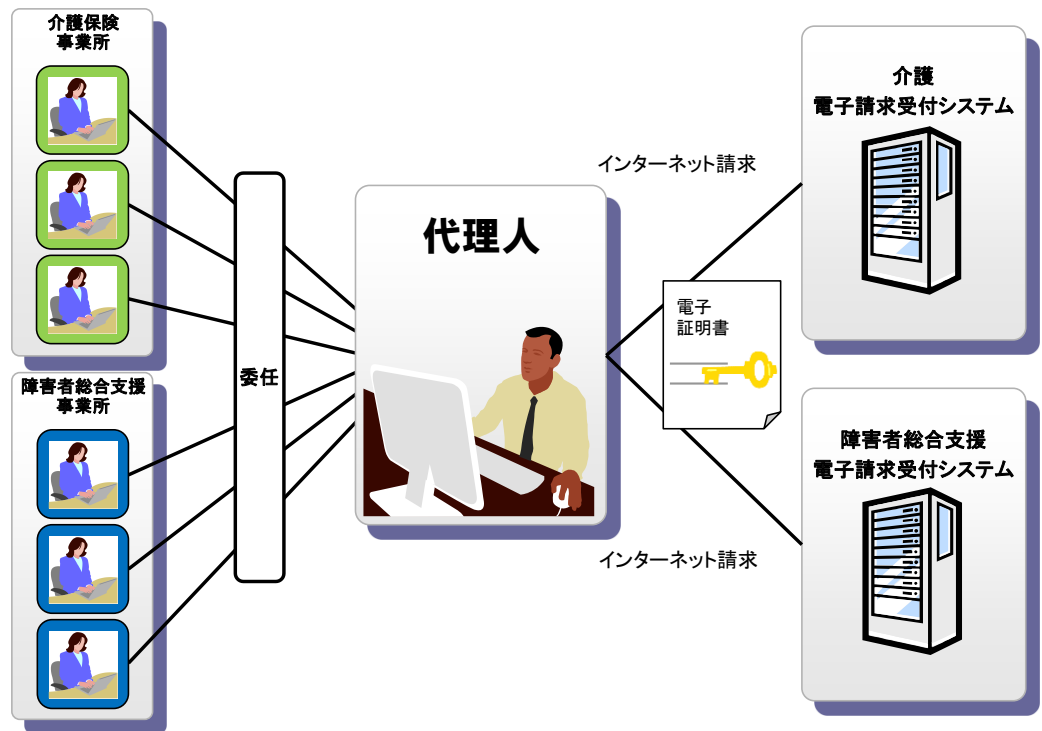 介護保険
事業所
障害者総合支援
事業所
委任
代理人
インターネット請求
電子
証明書
インターネット請求
介護
電子請求受付システム
障害者総合支援
電子請求受付システム